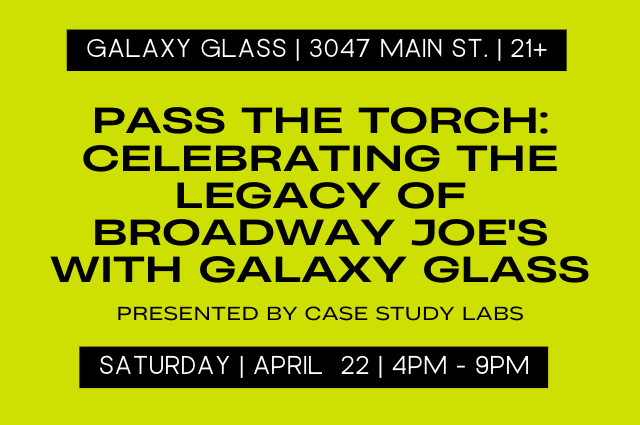 GALAXY GLASS | 3047 MAIN ST. | 21+
PASS THE TORCH:
CELEBRATING THE
LEGACY OF
BROADWAY JOE'S
WITH GALAXY GLASS
PRESENTED BY CASE STUDY LABS
SATURDAY | APRIL  22 | 4PM - 9PM